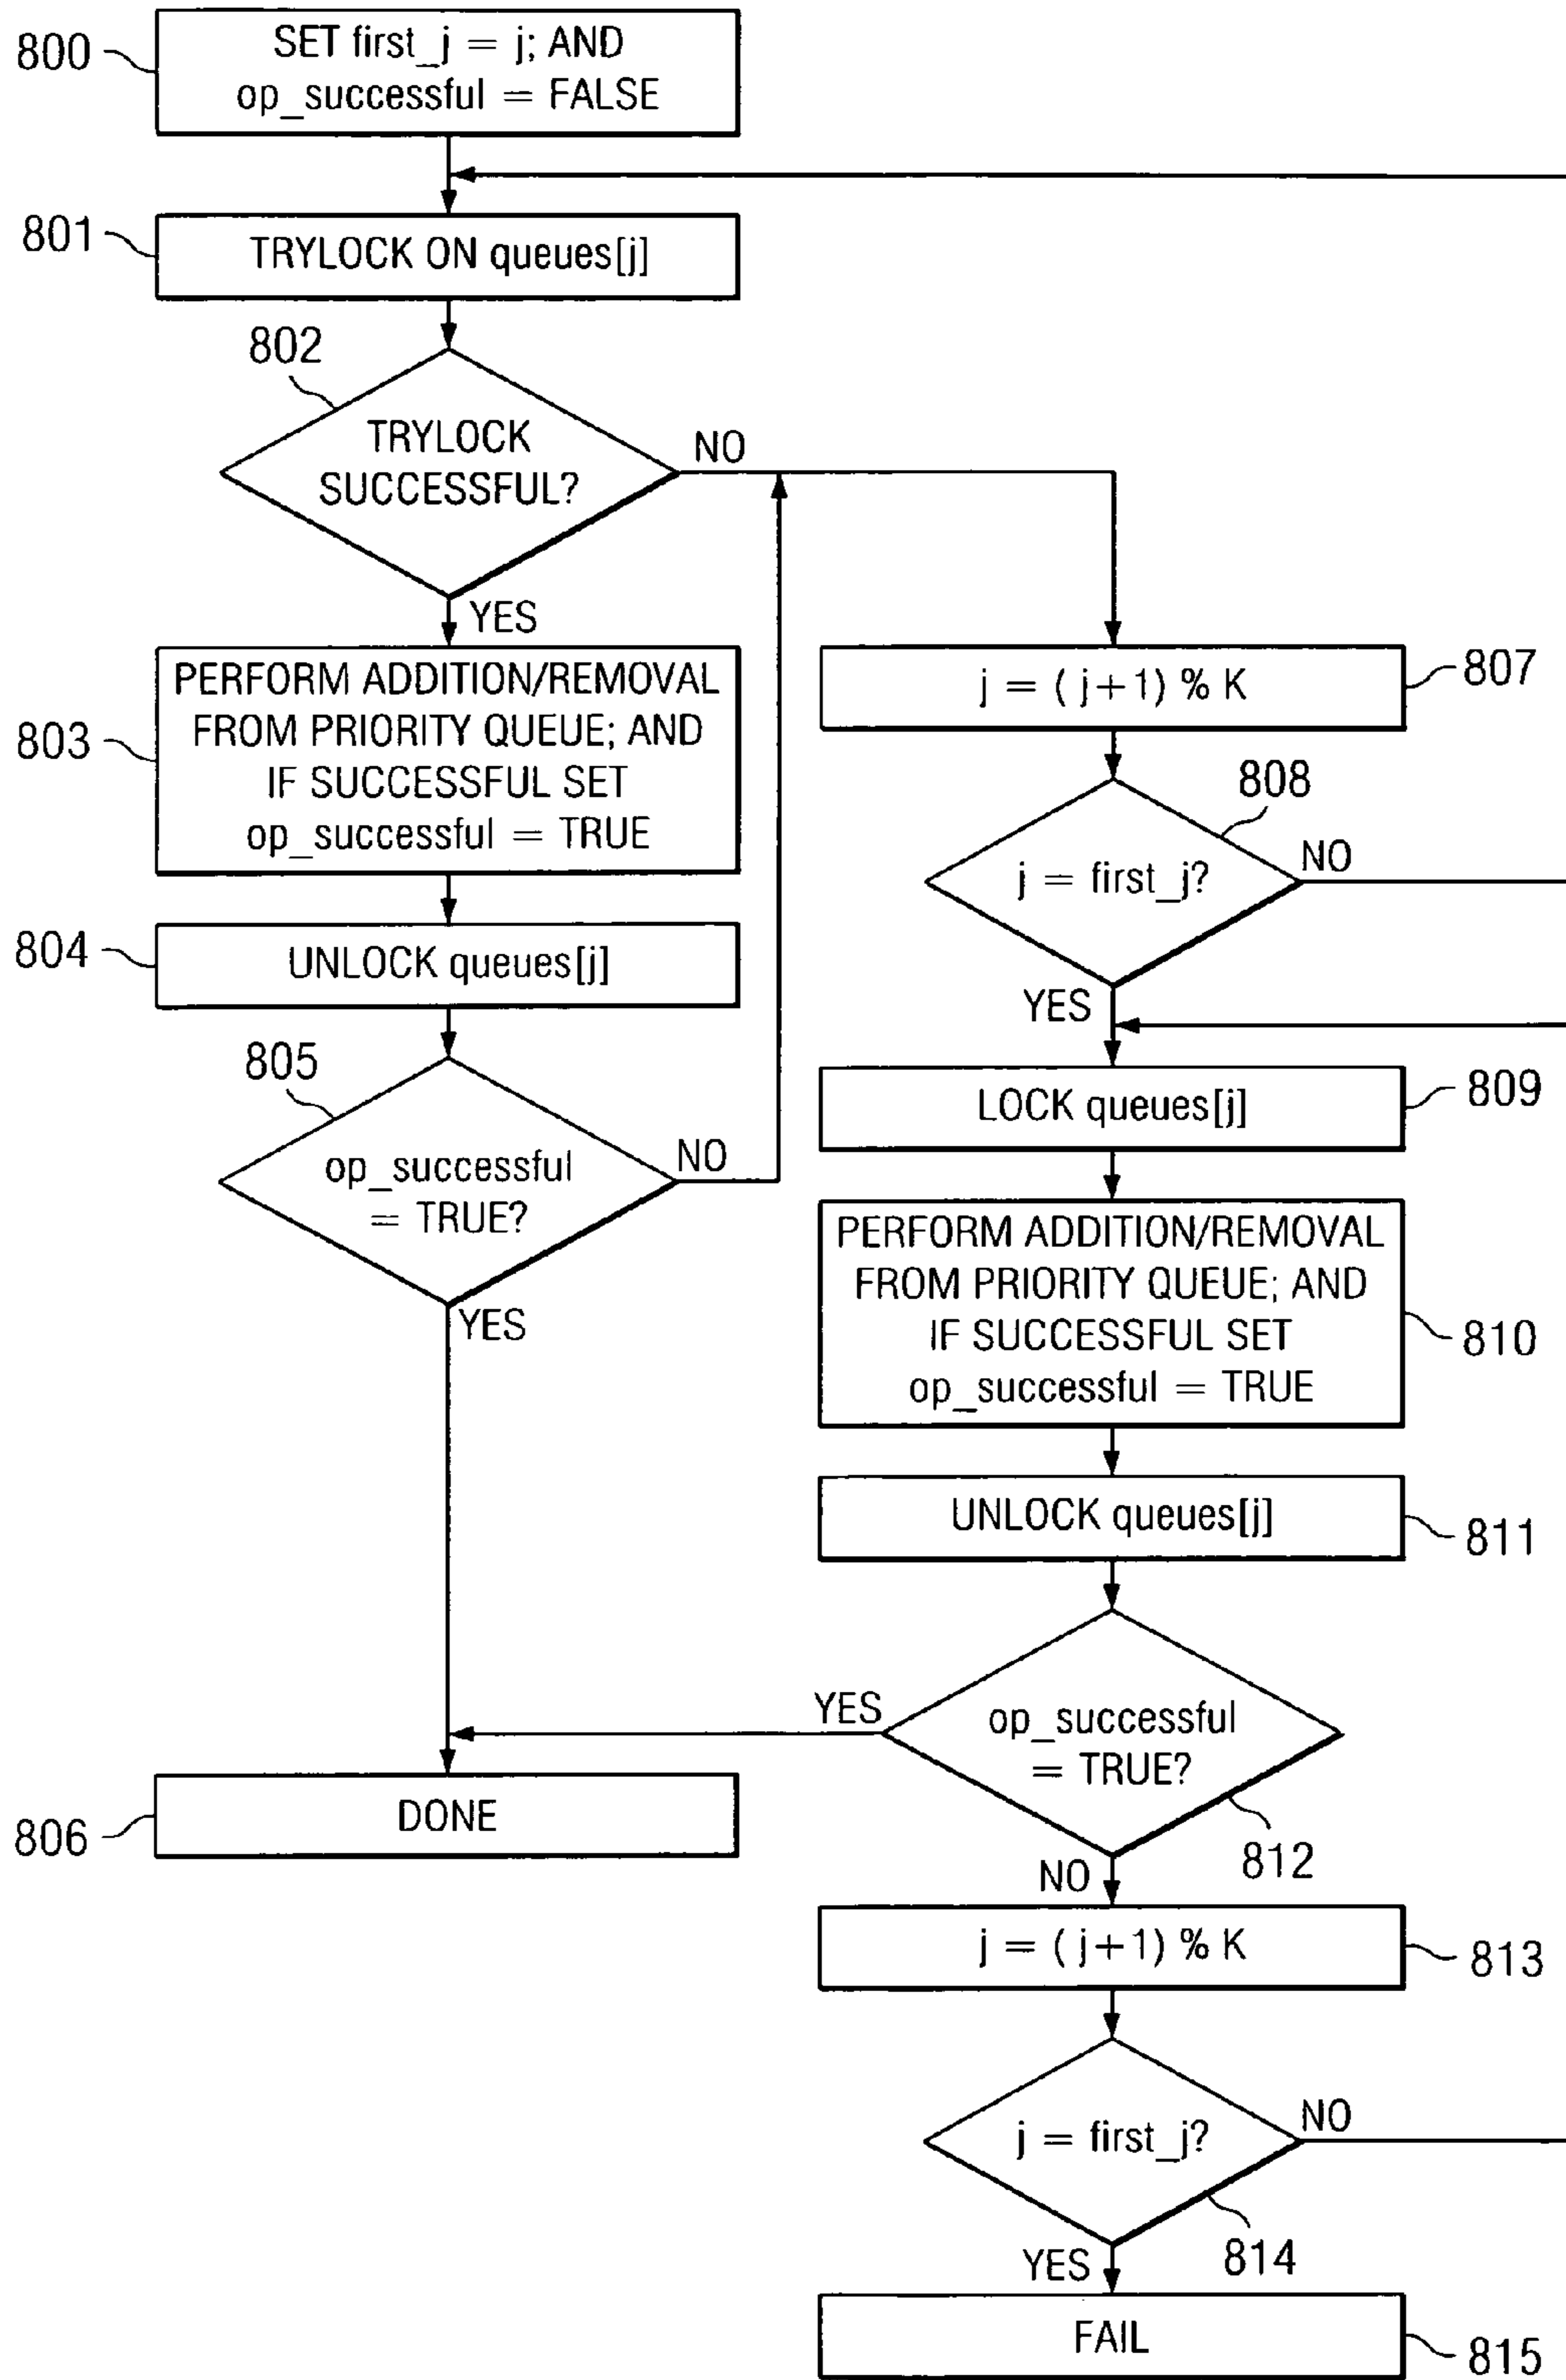 800
SET first_j = j; AND
op_successful = FALSE
801
TRYLOCK ON queues[j]
802
TRYLOCK
SUCCESSFUL?
NO
YES
803
PERFORM ADDITION/REMOVAL
FROM PRIORITY QUEUE; AND
IF SUCCESSFUL SET
op_successful = TRUE
804
UNLOCK queues[j]
805
op_successful
= TRUE?
NO
YES
806
DONE
j = ( j+1) % K
807
808
j = first_j?
NO
YES
LOCK queues[j]
809
PERFORM ADDITION/REMOVAL
FROM PRIORITY QUEUE; AND
IF SUCCESSFUL SET
op_successful = TRUE
810
UNLOCK queues[j]
811
YES
op_successful
= TRUE?
812
NO
j = ( j+1) % K
813
j = first_j?
NO
814
YES
FAIL
815